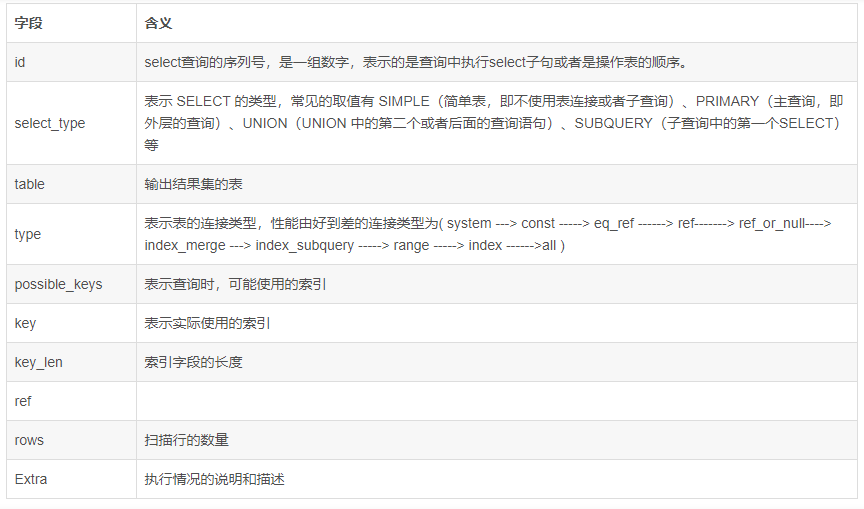 字段 含义
id select查询的序列号，是一组数字，表示的是查询中执行select子句或者是操作表的顺序。
表示 SELECT 的类型，常见的取值有 SIMPLE（简单表，即不使用表连接或者子查询）、PRIMARY（主查询，即
select_type 外层的查询）、UNION（UNION 中的第二个或者后面的查询语句）、SUBQUERY（子查询中的第一个SELECT）
等
table 输出结果集的表
type 表示表的连接类型，性能由好到差的连接类型为( system ---> const -----> eq_ref ------> ref-------> ref_or_null---->
index_merge ---> index_subquery -----> range -----> index ------>all )
possible_keys 表示查询时，可能使用的索引
key 表示实际使用的索引
key_len 索引字段的长度
ref
rows 扫描行的数量
Extra 执行情况的说明和描述